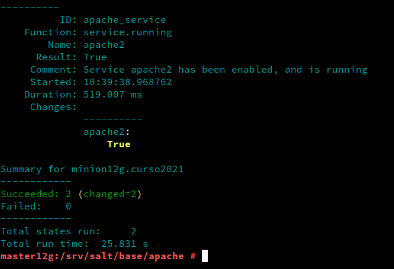 ----------
ID: apache_service
Function: service.running
Name: apache2
Result: True
Comment: Service apache2 has been enabled, and is running
Started: 10:39:38.968762
Duration: 519.007 ms
Changes:
----------
apache2:
True
Summary for minion12g.curso2021
------------
Succeeded: 2 (changed=2)
Failed: 0
------------
Total states run: 2
Total run time: 25.831 s
master12g:/srv/salt/base/apache #